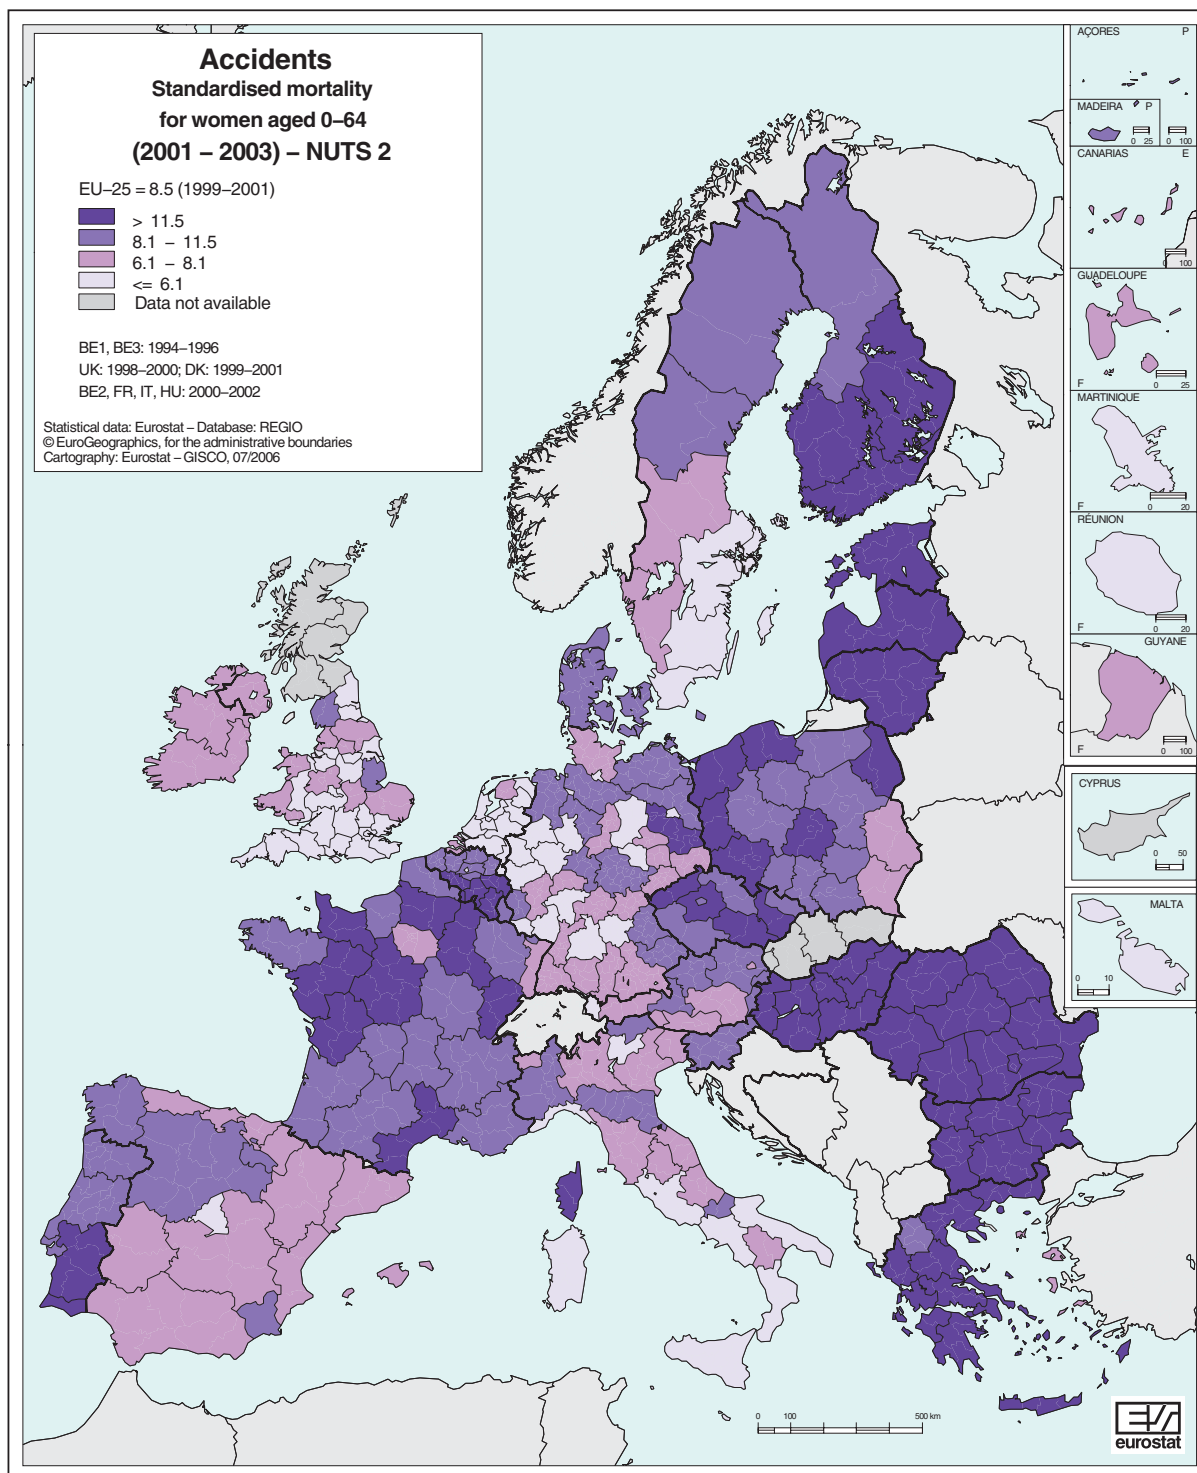 Accidents
Standardised mortality
for women aged 0–64
(2001 – 2003) – NUTS 2
EU–25 = 8.5 (1999–2001)
> 11.5
8.1 – 11.5
6.1 – 8.1
<= 6.1
Data not available
BE1, BE3: 1994–1996
UK: 1998–2000; DK: 1999–2001
BE2, FR, IT, HU: 2000–2002
Statistical data: Eurostat – Database: REGIO
© EuroGeographics, for the administrative boundaries
Cartography: Eurostat – GISCO, 07/2006
AÇORES P
MADEIRA P
0 25
0 100
CANARIAS E
0 100
GUADELOUPE
F
0 25
MARTINIQUE
F
0 20
RÉUNION
F
0 20
GUYANE
F
0 100
CYPRUS
0 50
MALTA
0 10
0 100 500 km
eurostat